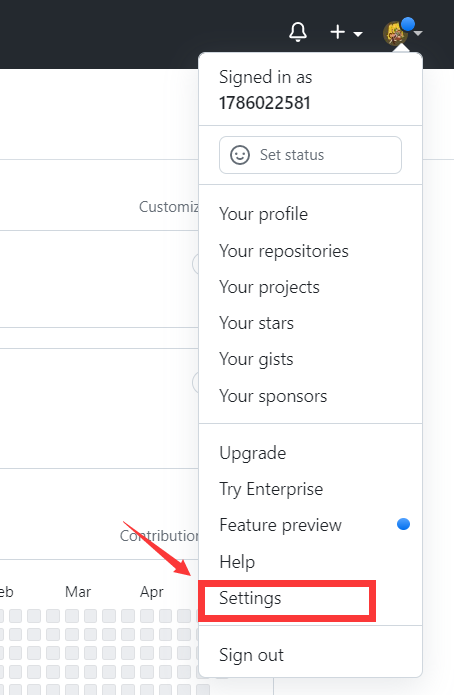 Signed in as
1786022581
Set status
Your profile
Your repositories
Your projects
Your stars
Your gists
Your sponsors
Upgrade
Try Enterprise
Feature preview
Help
Settings
Sign out
Customiz
Contribution
eb Mar Apr